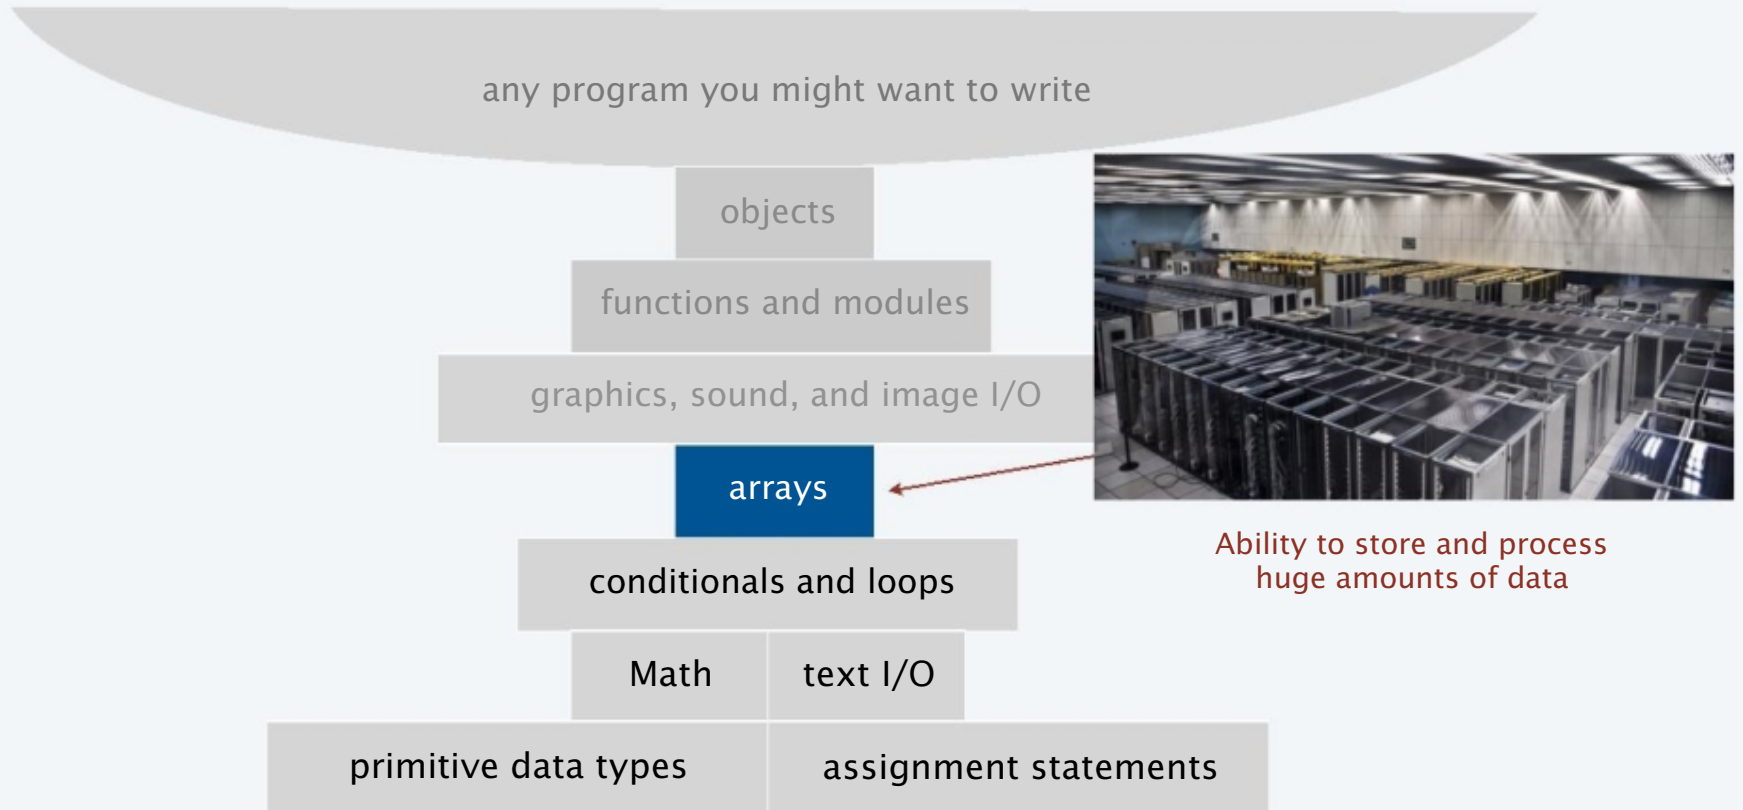 any program you might want to write
objects
functions and modules
graphics, sound, and image I/O
arrays
Ability to store and process
huge amounts of data
conditionals and loops
Math
text I/O
primitive data types
assignment statements